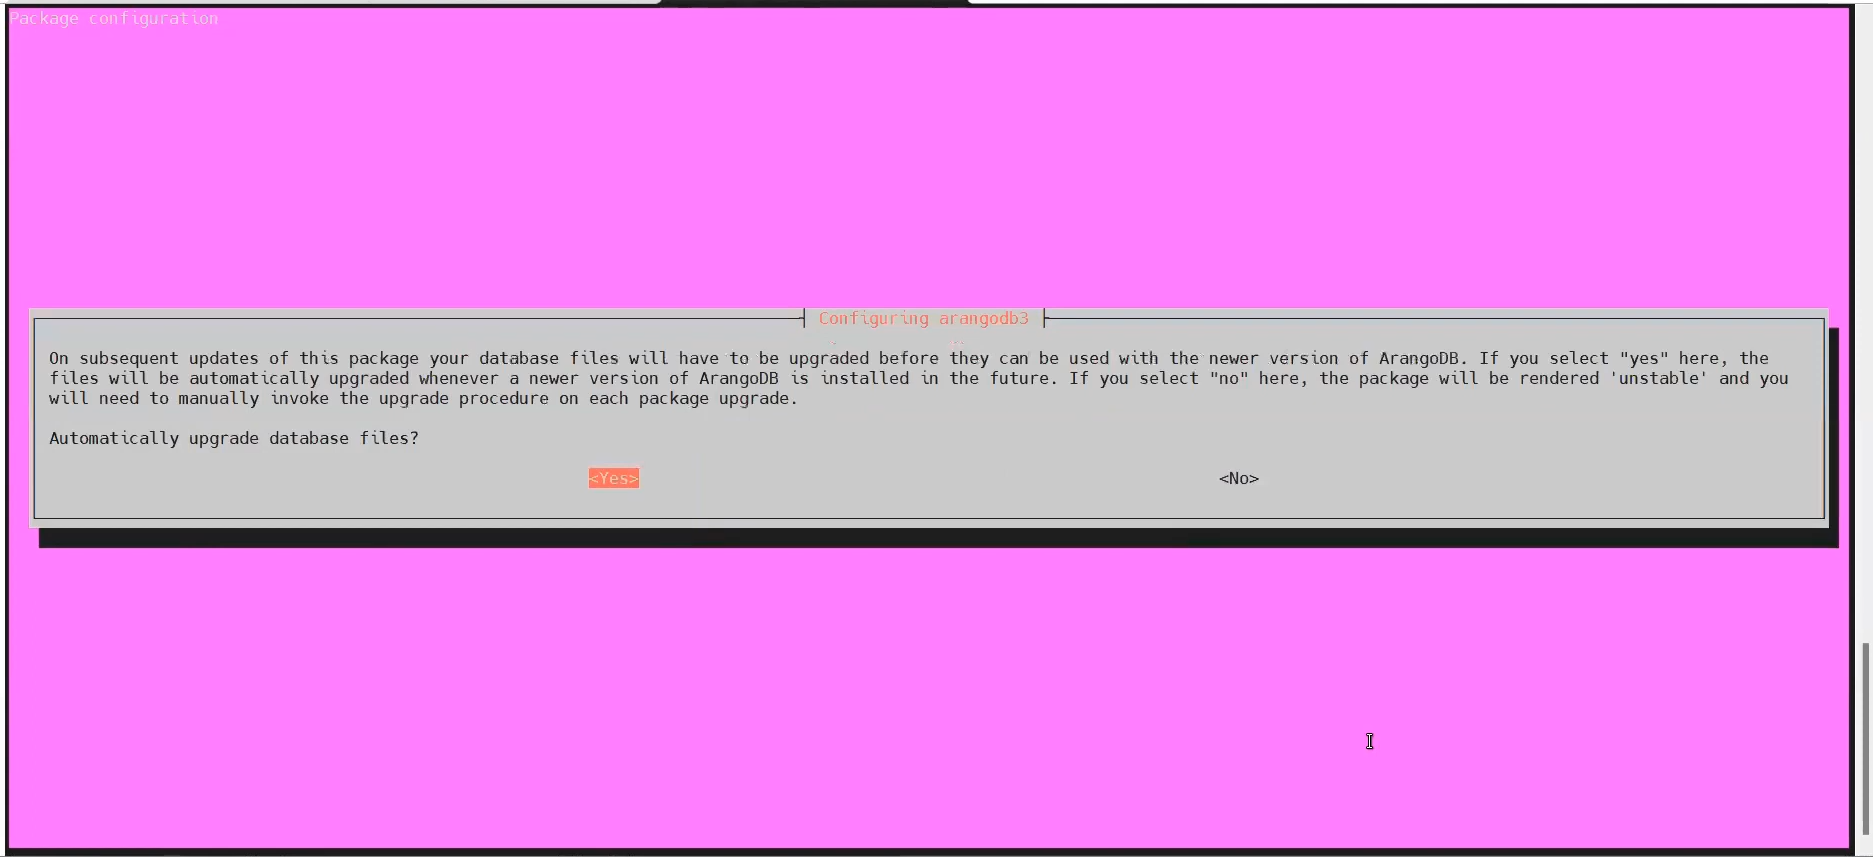 Package configuration
Configuring arangodb3
On subsequent updates of this package your database files will have to be upgraded before they can be used with the newer version of ArangoDB. If you select "yes" here, the
files will be automatically upgraded whenever a newer version of ArangoDB is installed in the future. If you select "no" here, the package will be rendered 'unstable' and you
will need to manually invoke the upgrade procedure on each package upgrade.
Automatically upgrade database files?
<Yes> <No>